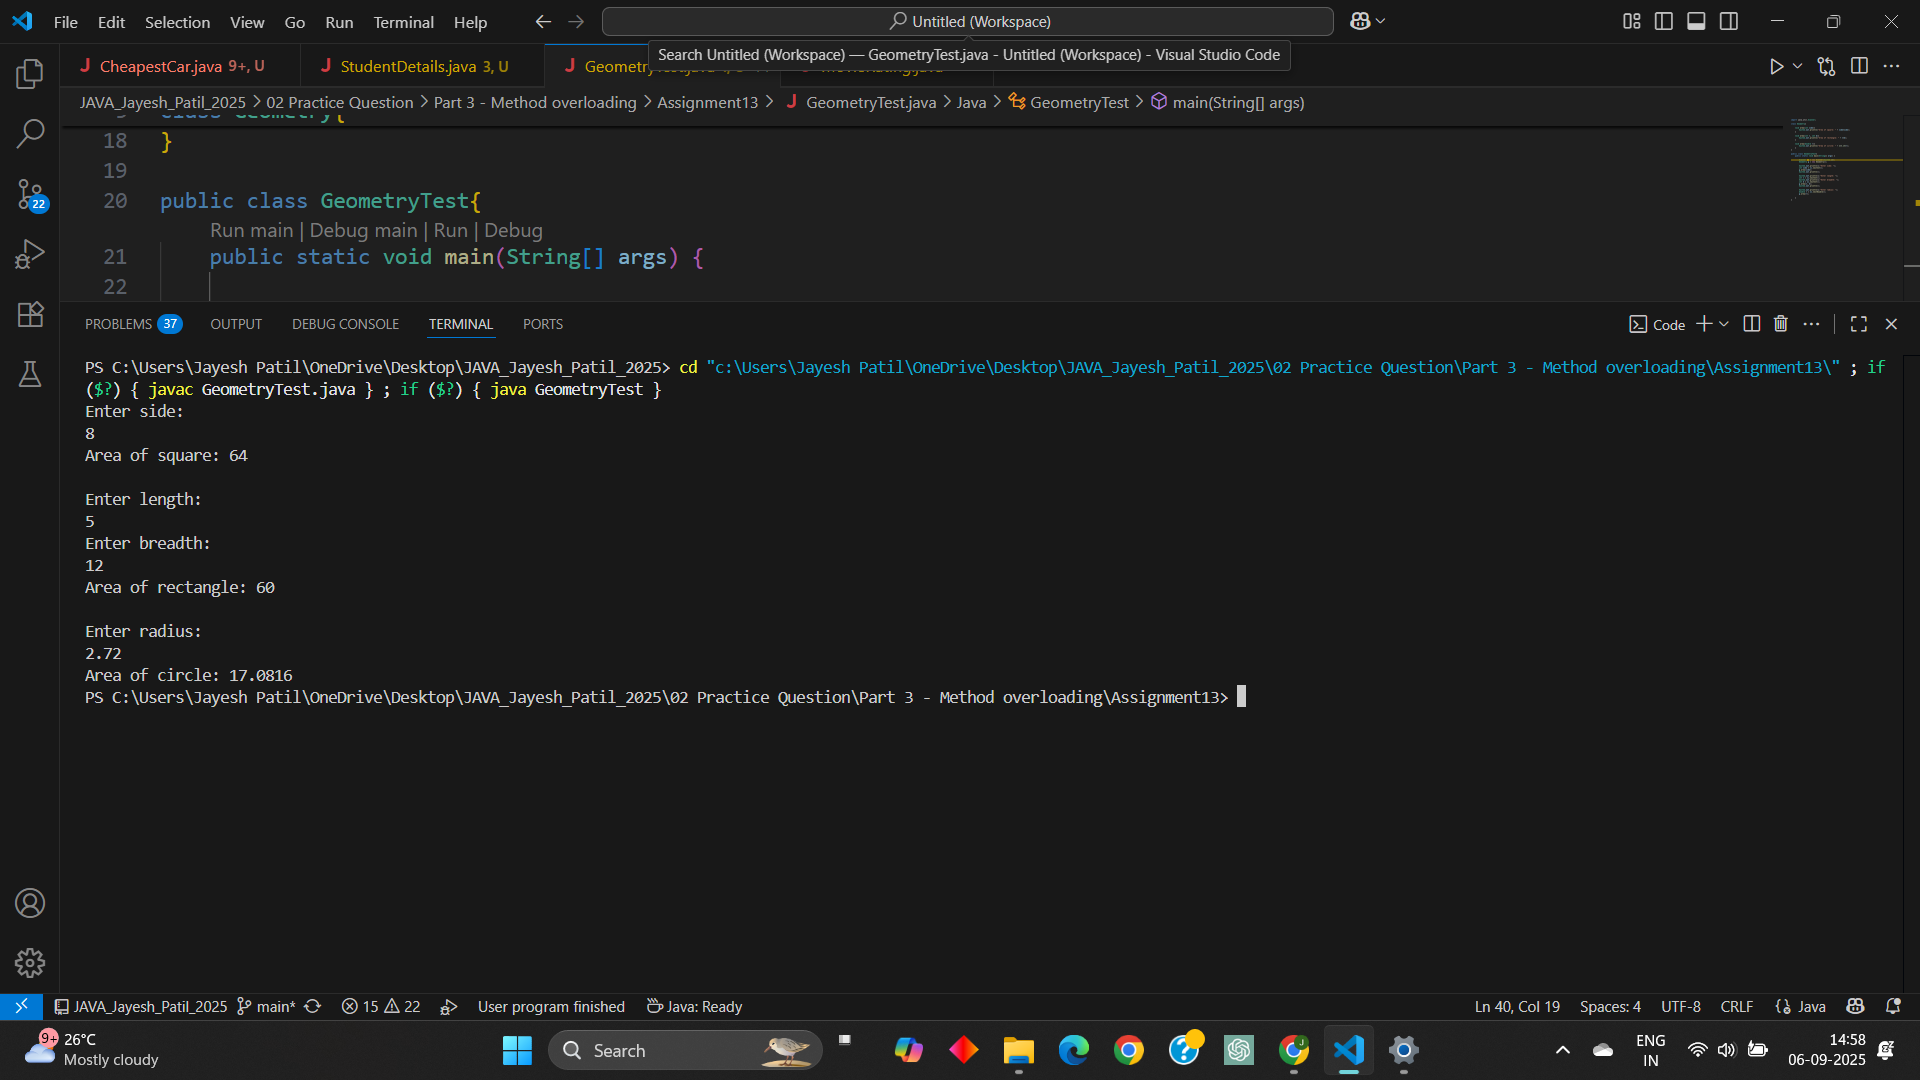 File Edit Selection View Go Run Terminal Help
Untitled (Workspace)
CheapestCar.java 9+, U
StudentDetails.java 3, U
Search Untitled (Workspace) — GeometryTest.java - Untitled (Workspace) - Visual Studio Code
JAVA_Jayesh_Patil_2025 > 02 Practice Question > Part 3 - Method overloading > Assignment13 > J GeometryTest.java > Java > GeometryTest > main(String[] args)
class Geometry{
18 }
19
20 public class GeometryTest{
Run main | Debug main | Run | Debug
21 public static void main(String[] args) {
22
PROBLEMS 37 OUTPUT DEBUG CONSOLE TERMINAL PORTS
Code
PS C:\Users\Jayesh Patil\OneDrive\Desktop\JAVA_Jayesh_Patil_2025> cd "c:\Users\Jayesh Patil\OneDrive\Desktop\JAVA_Jayesh_Patil_2025\02 Practice Question\Part 3 - Method overloading\Assignment13\" ; if
($?) { javac GeometryTest.java } ; if ($?) { java GeometryTest }
Enter side:
8
Area of square: 64
Enter length:
5
Enter breadth:
12
Area of rectangle: 60
Enter radius:
2.72
Area of circle: 17.0816
PS C:\Users\Jayesh Patil\OneDrive\Desktop\JAVA_Jayesh_Patil_2025\02 Practice Question\Part 3 - Method overloading\Assignment13>
22
JAVA_Jayesh_Patil_2025 main* 15 22 User program finished Java: Ready
Ln 40, Col 19 Spaces: 4 UTF-8 CRLF {} Java
9+ 26°C
Mostly cloudy
Search
ENG
IN
14:58
06-09-2025